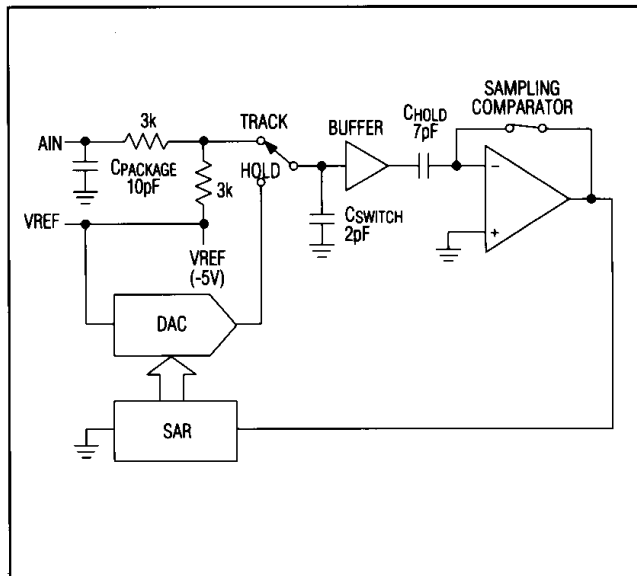 SAMPLING
COMPARATOR
CHOLD
7pF
TRACK
BUFFER
3k
AIN
HOLD
CPACKAGE
10pF
3k
CSWITCH
2pF
VREF
VREF
(-5V)
DAC
SAR
−
+